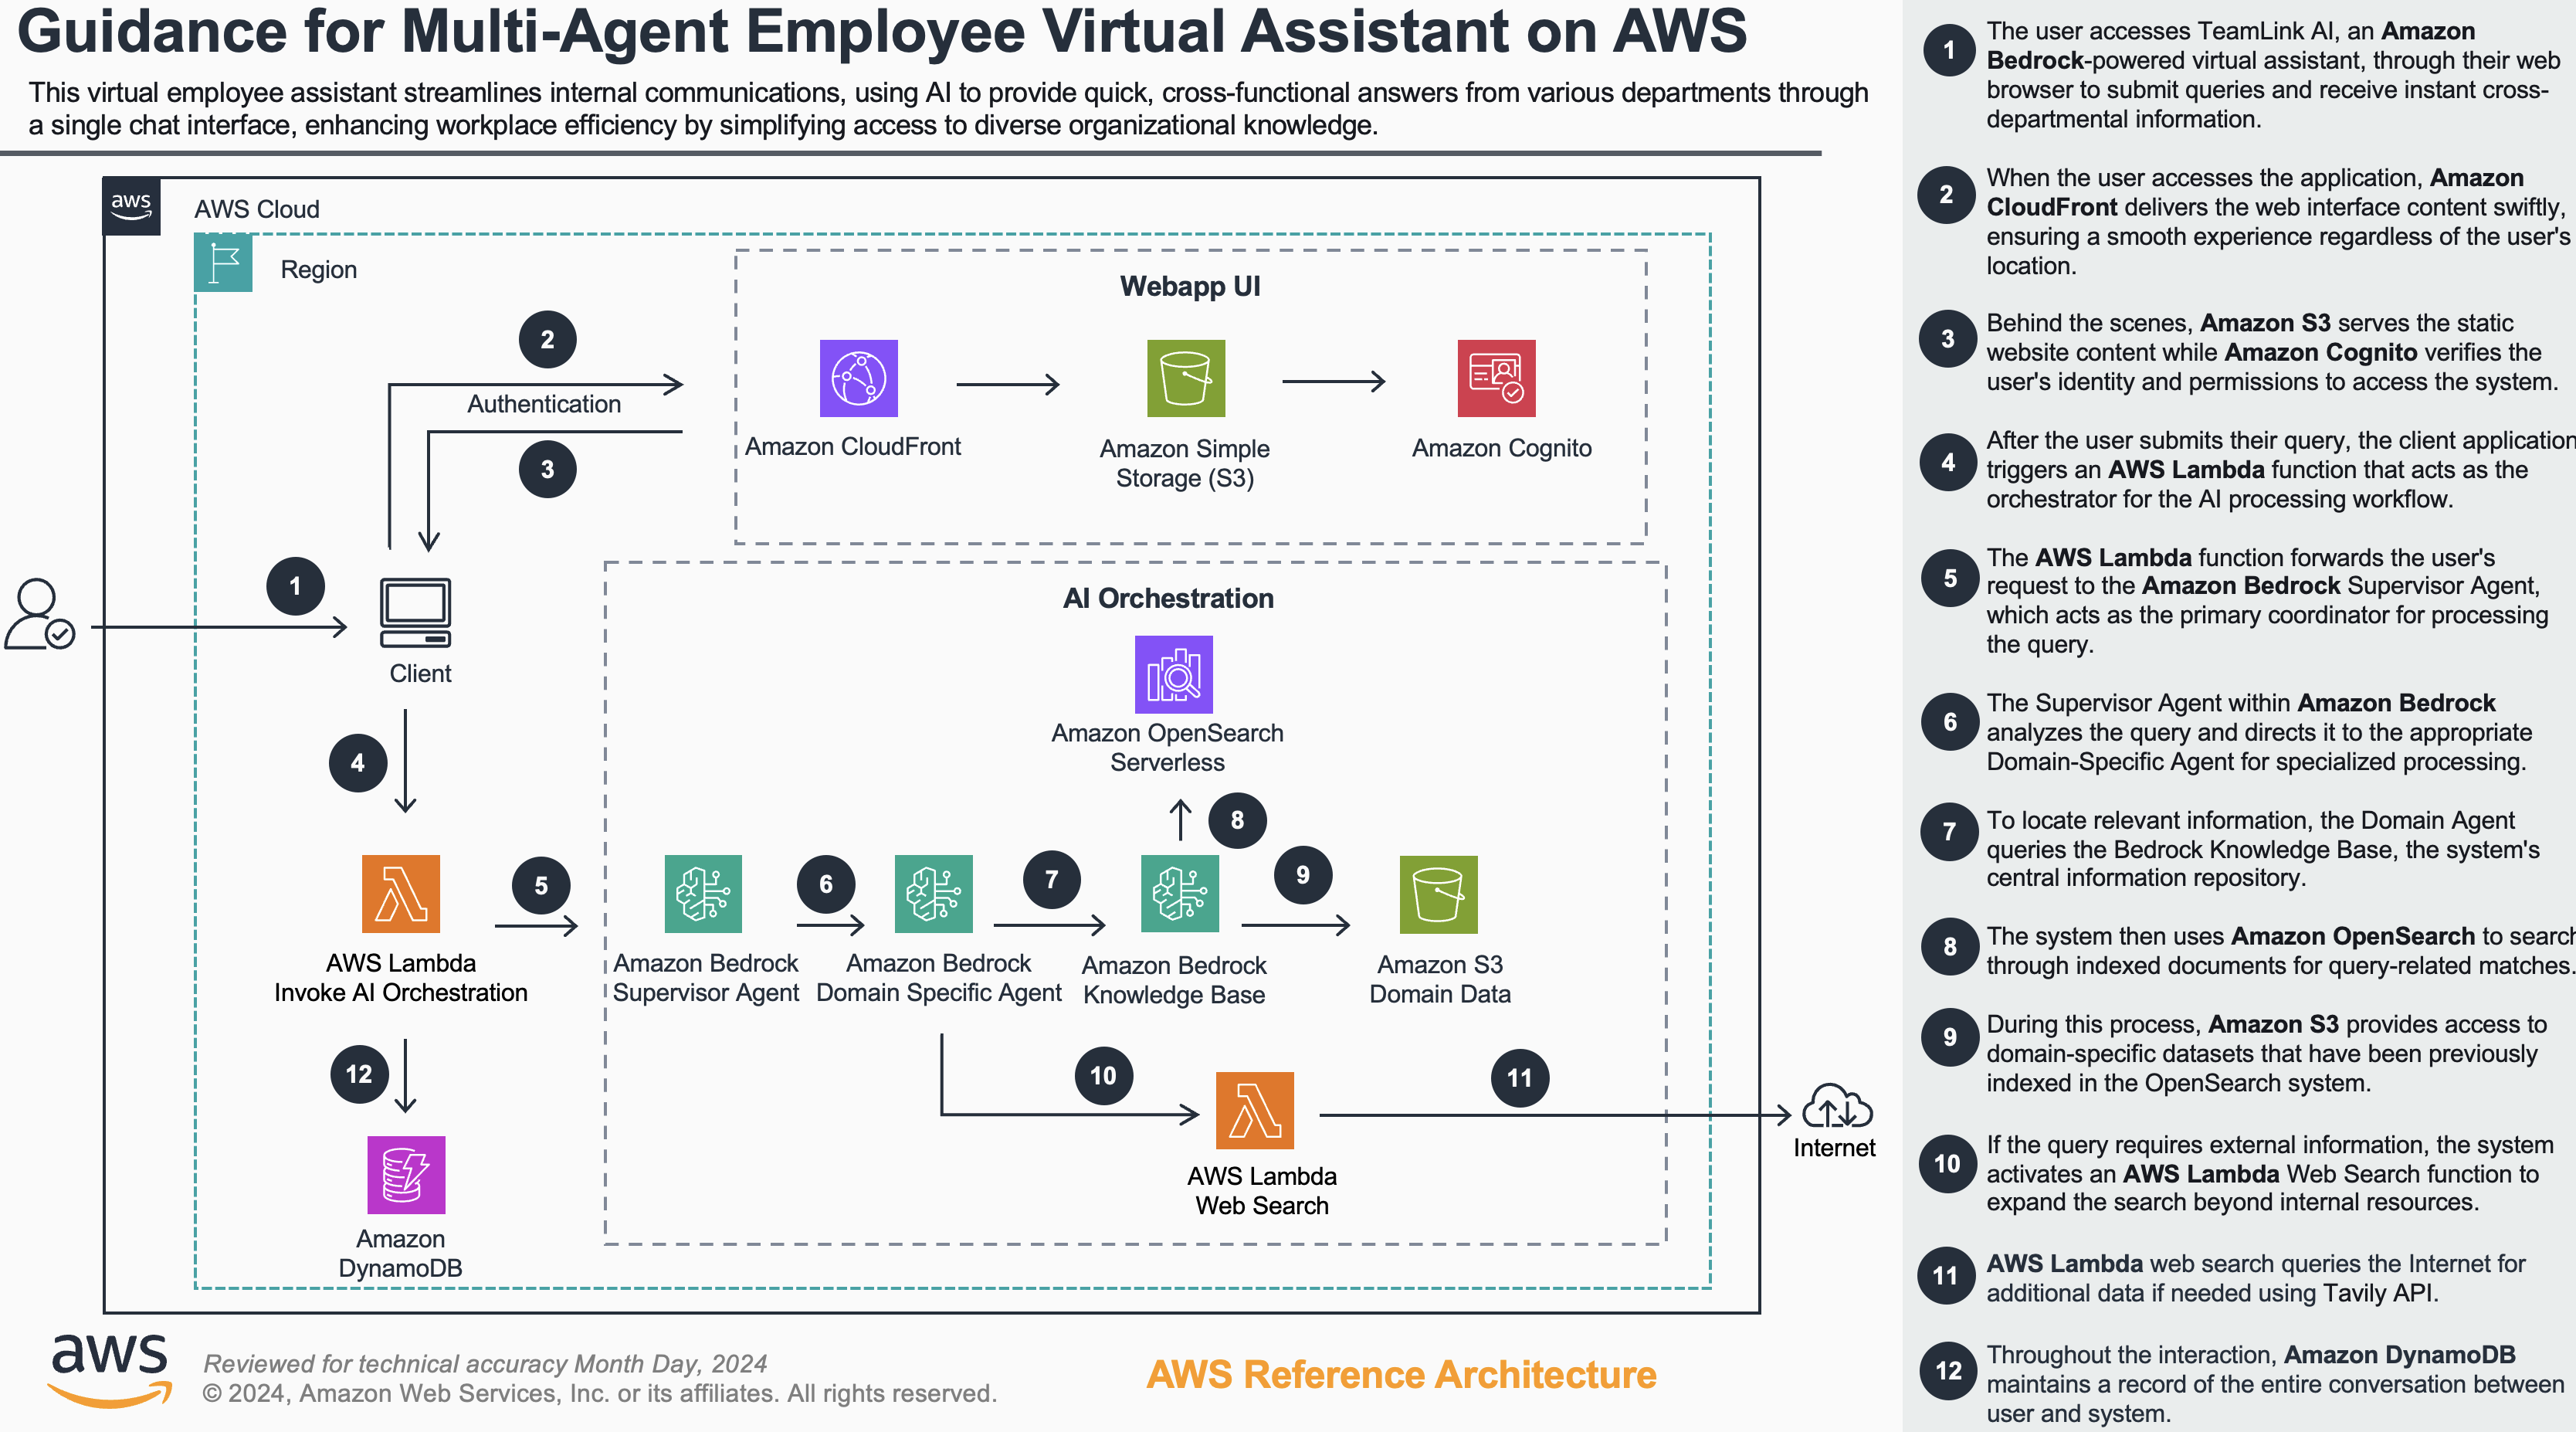 Guidance for Multi-Agent Employee Virtual Assistant on AWS
This virtual employee assistant streamlines internal communications, using AI to provide quick, cross-functional answers from various departments through
a single chat interface, enhancing workplace efficiency by simplifying access to diverse organizational knowledge.
aws
AWS Cloud
Region
Webapp UI
2
Authentication
3
Amazon CloudFront
Amazon Simple
Storage (S3)
Amazon Cognito
1
Client
AI Orchestration
Amazon OpenSearch
Serverless
4
8
5
6
7
9
AWS Lambda
Invoke AI Orchestration
Amazon Bedrock
Supervisor Agent
Amazon Bedrock
Domain Specific Agent
Amazon Bedrock
Knowledge Base
Amazon S3
Domain Data
12
10
11
Internet
AWS Lambda
Web Search
Amazon
DynamoDB
aws
Reviewed for technical accuracy Month Day, 2024
© 2024, Amazon Web Services, Inc. or its affiliates. All rights reserved.
AWS Reference Architecture
1
The user accesses TeamLink AI, an Amazon
Bedrock-powered virtual assistant, through their web
browser to submit queries and receive instant cross-
departmental information.
2
When the user accesses the application, Amazon
CloudFront delivers the web interface content swiftly,
ensuring a smooth experience regardless of the user's
location.
3
Behind the scenes, Amazon S3 serves the static
website content while Amazon Cognito verifies the
user's identity and permissions to access the system.
4
After the user submits their query, the client application
triggers an AWS Lambda function that acts as the
orchestrator for the AI processing workflow.
5
The AWS Lambda function forwards the user's
request to the Amazon Bedrock Supervisor Agent,
which acts as the primary coordinator for processing
the query.
6
The Supervisor Agent within Amazon Bedrock
analyzes the query and directs it to the appropriate
Domain-Specific Agent for specialized processing.
7
To locate relevant information, the Domain Agent
queries the Bedrock Knowledge Base, the system's
central information repository.
8
The system then uses Amazon OpenSearch to search
through indexed documents for query-related matches.
9
During this process, Amazon S3 provides access to
domain-specific datasets that have been previously
indexed in the OpenSearch system.
10
If the query requires external information, the system
activates an AWS Lambda Web Search function to
expand the search beyond internal resources.
11
AWS Lambda web search queries the Internet for
additional data if needed using Tavily API.
12
Throughout the interaction, Amazon DynamoDB
maintains a record of the entire conversation between
user and system.